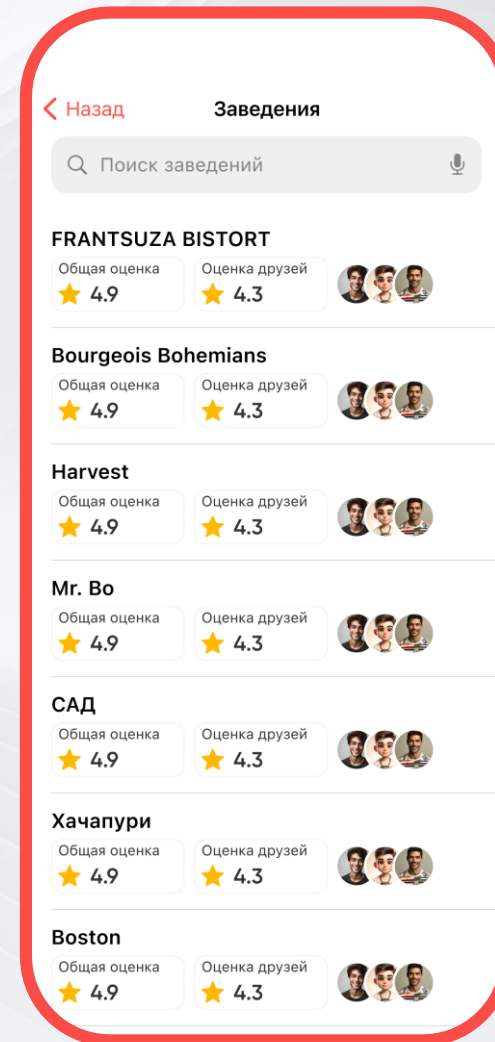 Назад Заведения
Поиск заведений
FRANTSUZA BISTORT
Общая оценка Оценка друзей
4.9 4.3
Bourgeois Bohemians
Общая оценка Оценка друзей
4.9 4.3
Harvest
Общая оценка Оценка друзей
4.9 4.3
Mr. Bo
Общая оценка Оценка друзей
4.9 4.3
САД
Общая оценка Оценка друзей
4.9 4.3
Хачапури
Общая оценка Оценка друзей
4.9 4.3
Boston
Общая оценка Оценка друзей
4.9 4.3